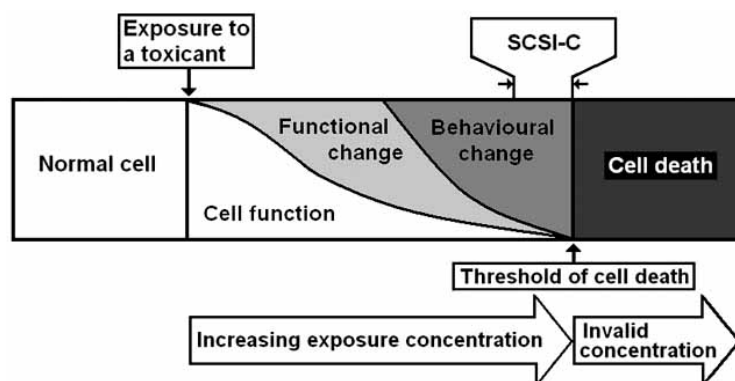 Exposure to
a toxicant
SCSI-C
Normal cell
Functional
change
Behavioural
change
Cell death
Cell function
Threshold of cell death
Increasing exposure concentration
Invalid
concentration